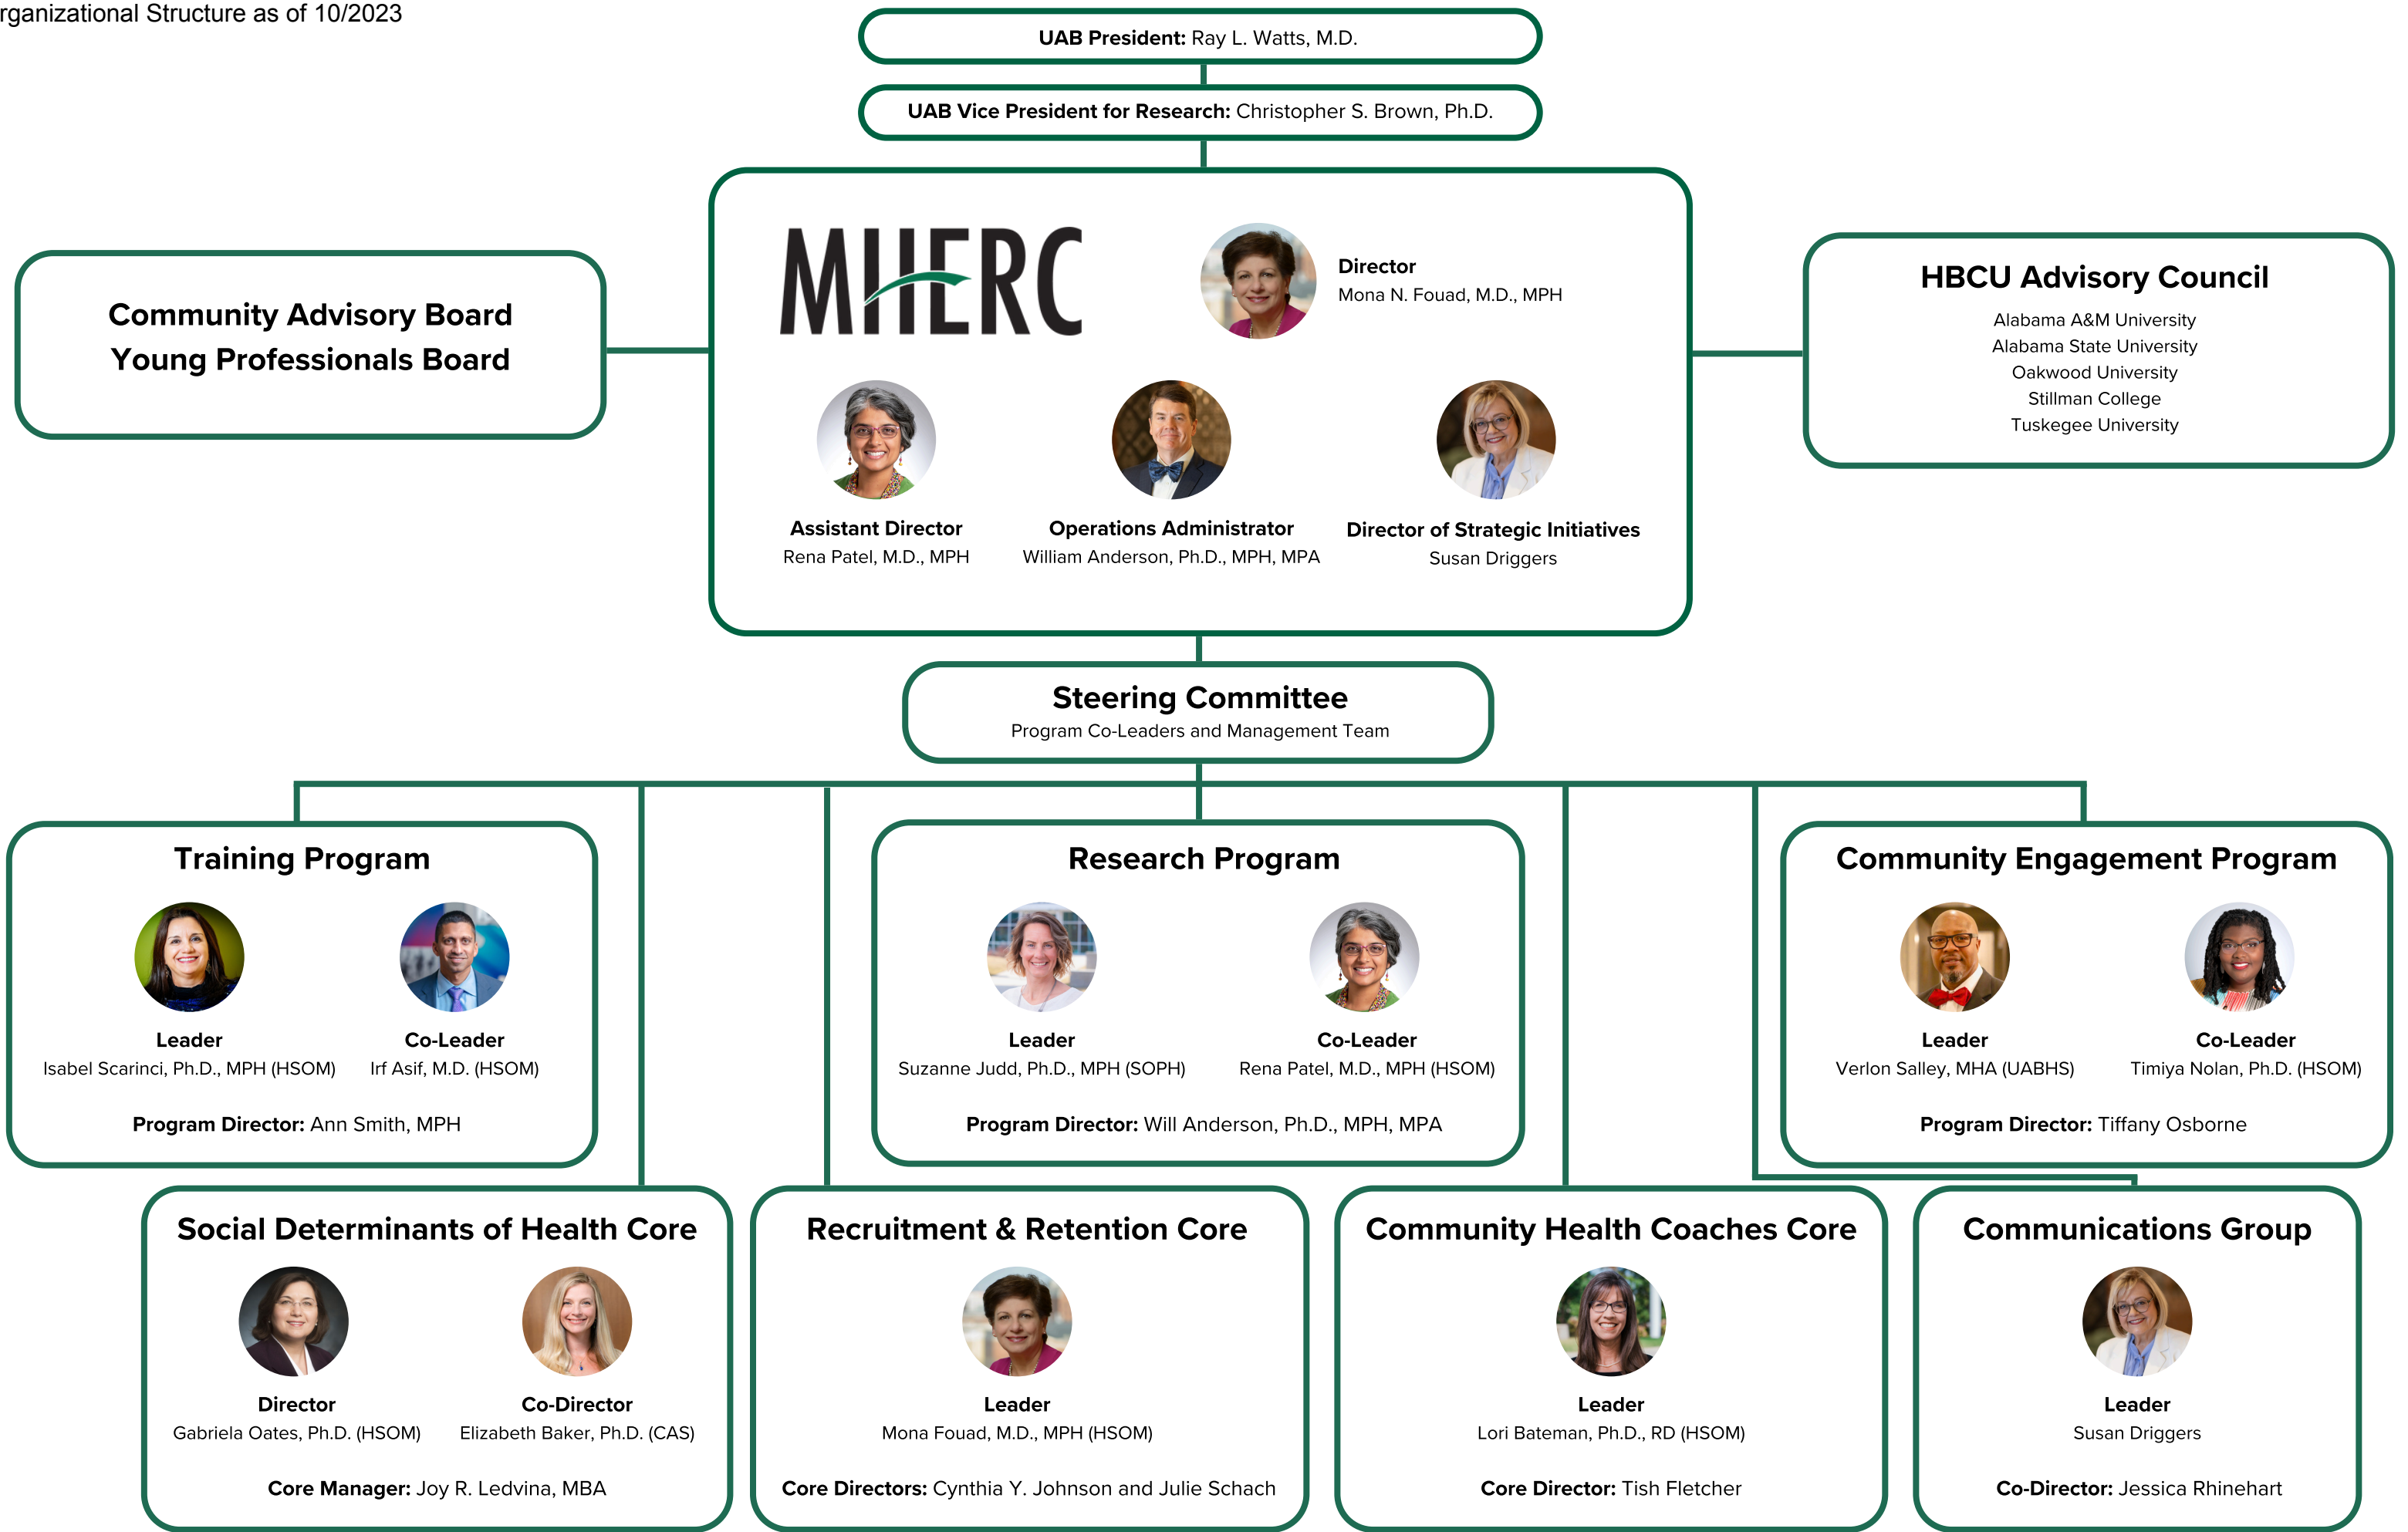 rganizational Structure as of 10/2023
UAB President: Ray L. Watts, M.D.
UAB Vice President for Research: Christopher S. Brown, Ph.D.
Community Advisory Board
Young Professionals Board
MHERC
Director
Mona N. Fouad, M.D., MPH
Assistant Director
Rena Patel, M.D., MPH
Operations Administrator
William Anderson, Ph.D., MPH, MPA
Director of Strategic Initiatives
Susan Driggers
HBCU Advisory Council
Alabama A&M University
Alabama State University
Oakwood University
Stillman College
Tuskegee University
Steering Committee
Program Co-Leaders and Management Team
Training Program
Leader
Isabel Scarinci, Ph.D., MPH (HSOM)
Co-Leader
Irf Asif, M.D. (HSOM)
Program Director: Ann Smith, MPH
Research Program
Leader
Suzanne Judd, Ph.D., MPH (SOPH)
Co-Leader
Rena Patel, M.D., MPH (HSOM)
Program Director: Will Anderson, Ph.D., MPH, MPA
Community Engagement Program
Leader
Verlon Salley, MHA (UABHS)
Co-Leader
Timiya Nolan, Ph.D. (HSOM)
Program Director: Tiffany Osborne
Social Determinants of Health Core
Director
Gabriela Oates, Ph.D. (HSOM)
Co-Director
Elizabeth Baker, Ph.D. (CAS)
Core Manager: Joy R. Ledvina, MBA
Recruitment & Retention Core
Leader
Mona Fouad, M.D., MPH (HSOM)
Core Directors: Cynthia Y. Johnson and Julie Schach
Community Health Coaches Core
Leader
Lori Bateman, Ph.D., RD (HSOM)
Core Director: Tish Fletcher
Communications Group
Leader
Susan Driggers
Co-Director: Jessica Rhinehart